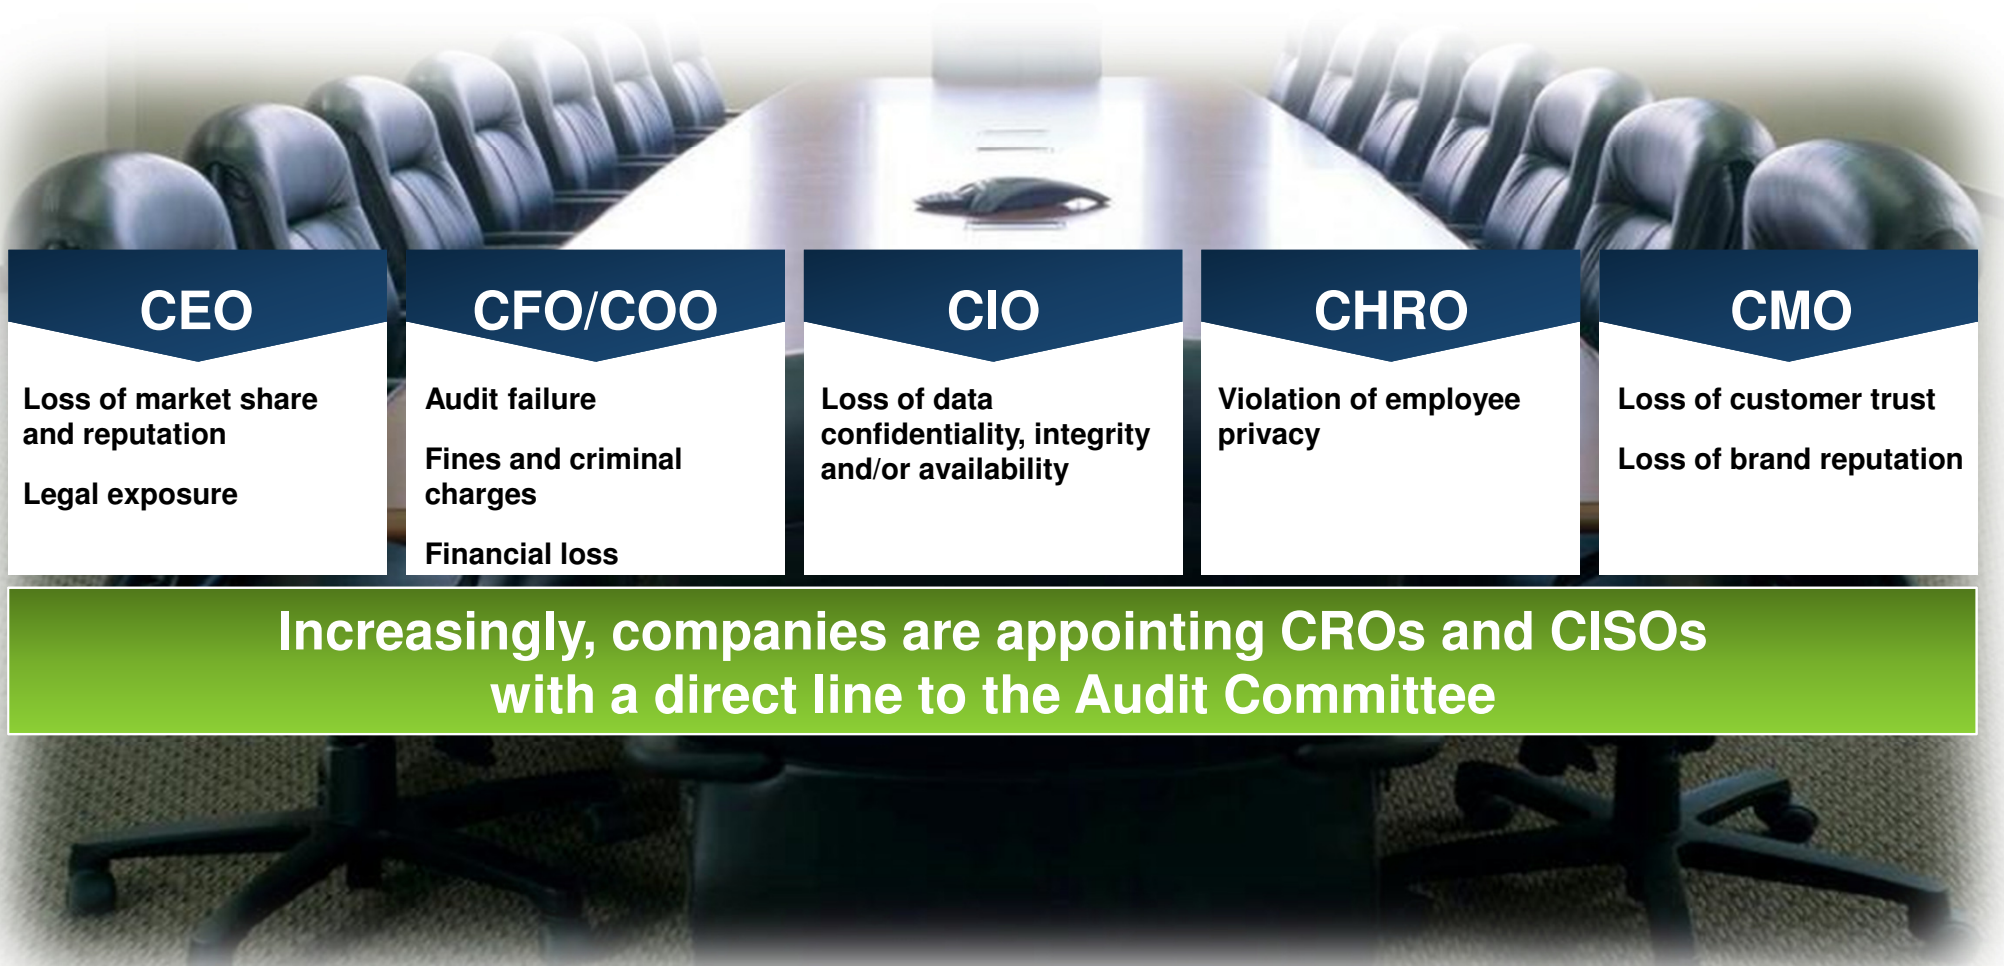 CEO
Loss of market share
and reputation
Legal exposure
CFO/COO
Audit failure
Fines and criminal
charges
Financial loss
CIO
Loss of data
confidentiality, integrity
and/or availability
CHRO
Violation of employee
privacy
CMO
Loss of customer trust
Loss of brand reputation
Increasingly, companies are appointing CROs and CISOs
with a direct line to the Audit Committee